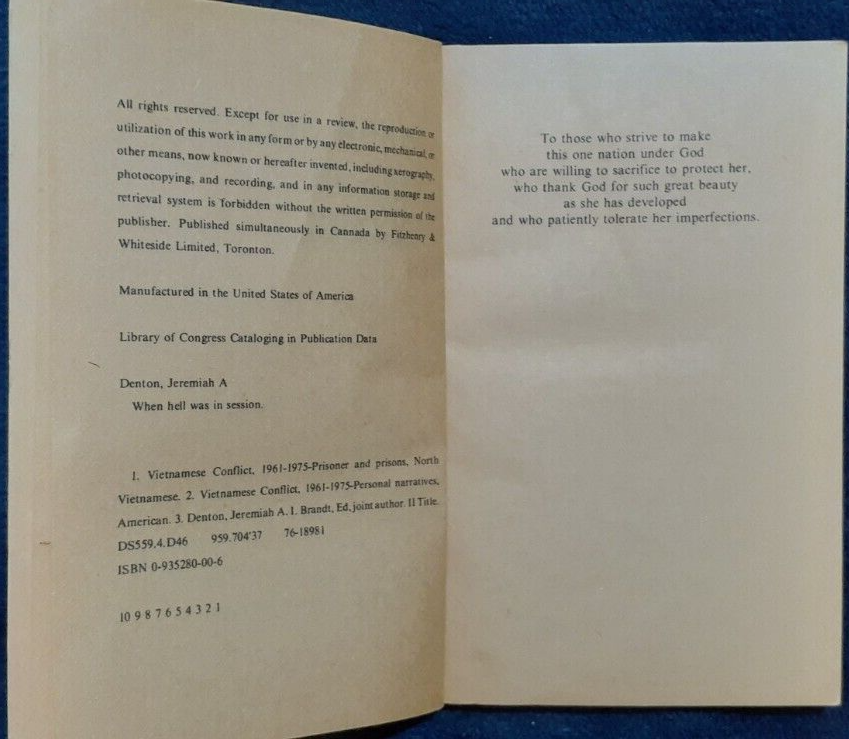 All rights reserved. Except for use in a review, the reproduction or
utilization of this work in any form or by any electronic, mechanical, or
other means, now known or hereafter invented, including xerography,
photocopying, and recording, and in any information storage and
retrieval system is forbidden without the written permission of the
publisher. Published simultaneously in Cannada by Fitzhenry &
Whiteside Limited, Toronton.
Manufactured in the United States of America
Library of Congress Cataloging in Publication Data
Denton, Jeremiah A
When hell was in session.
1. Vietnamese Conflict, 1961-1975-Prisoner and prisons, North
Vietnamese. 2. Vietnamese Conflict, 1961-1975-Personal narratives,
American. 3. Denton, Jeremiah A. I. Brandt, Ed, joint author. II Title.
DS559.4.D46 959.704'37 76-18981
ISBN 0-935280-00-6
10 9 8 7 6 5 4 3 2 1
To those who strive to make
this one nation under God
who are willing to sacrifice to protect her,
who thank God for such great beauty
as she has developed
and who patiently tolerate her imperfections.